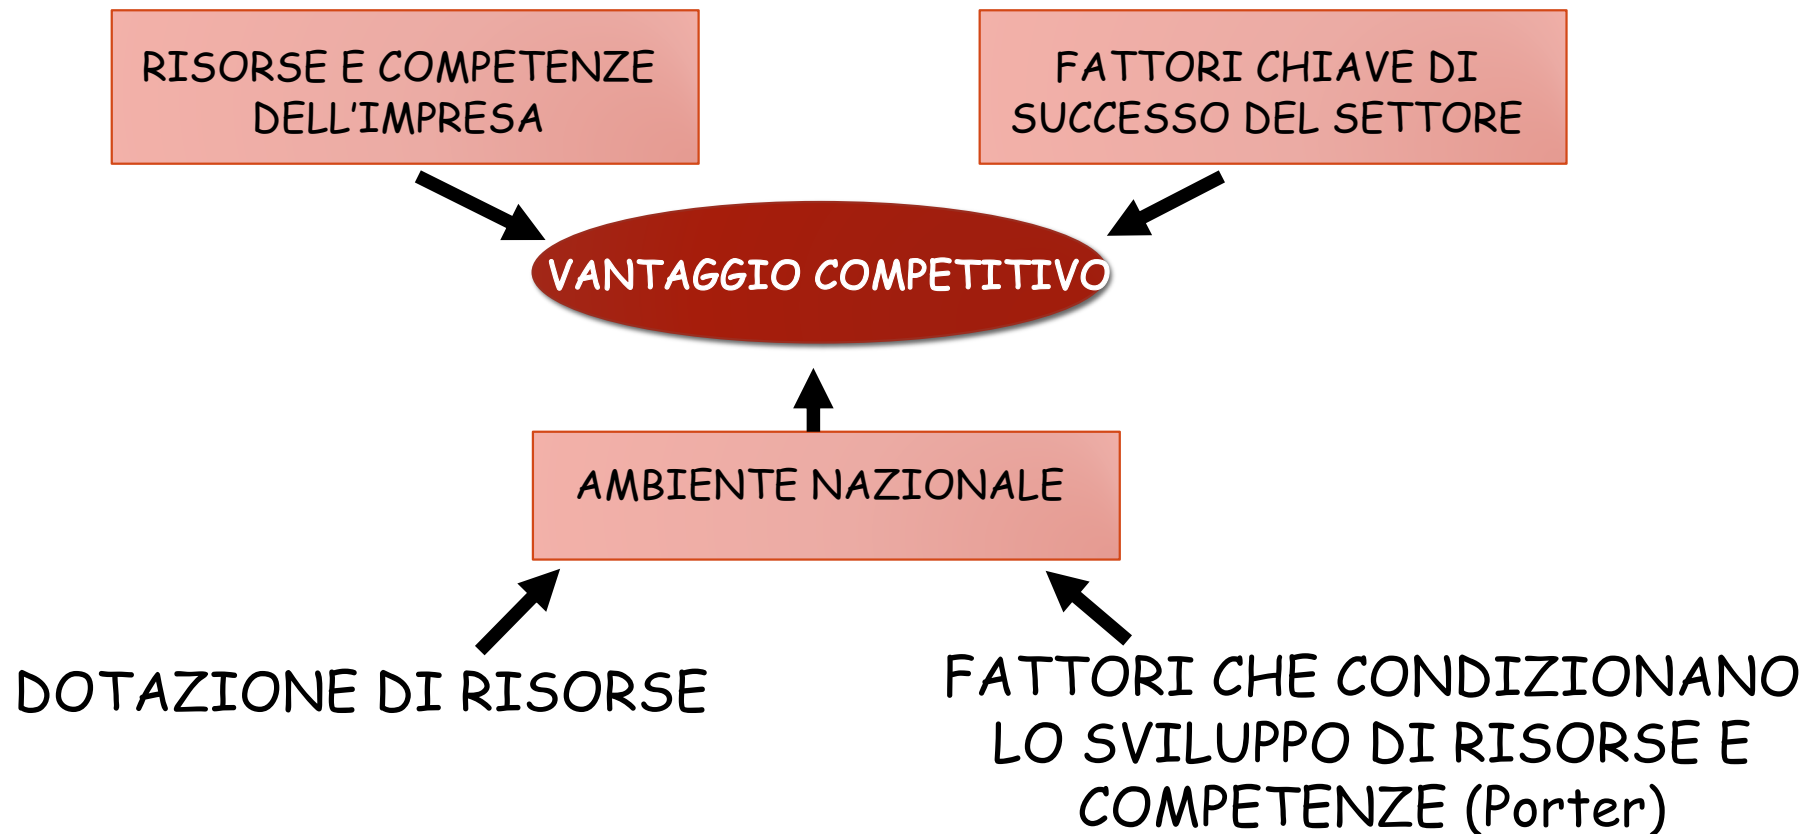 RISORSE E COMPETENZE
DELL'IMPRESA
FATTORI CHIAVE DI
SUCCESSO DEL SETTORE
VANTAGGIO COMPETITIVO
AMBIENTE NAZIONALE
DOTAZIONE DI RISORSE
FATTORI CHE CONDIZIONANO
LO SVILUPPO DI RISORSE E
COMPETENZE (Porter)